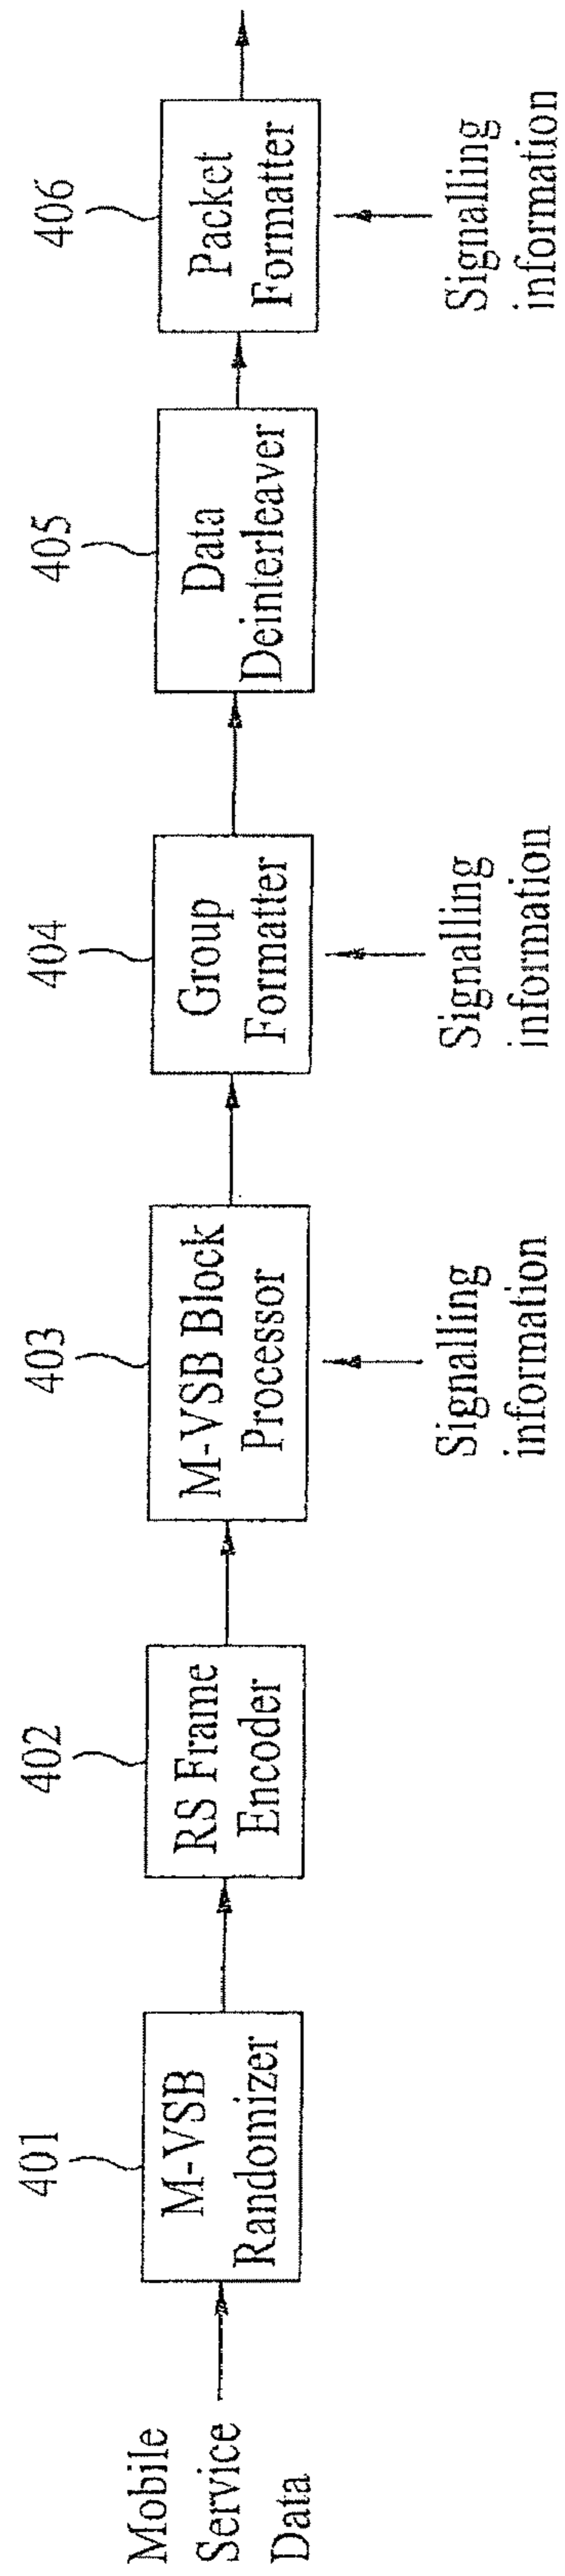 Mobile
Service
Data
401
M-VSB
Randomizer
402
RS Frame
Encoder
403
M-VSB Block
Processor
Signalling
information
404
Group
Formatter
Signalling
information
405
Data
Deinterleaver
406
Packet
Formatter
Signalling
information